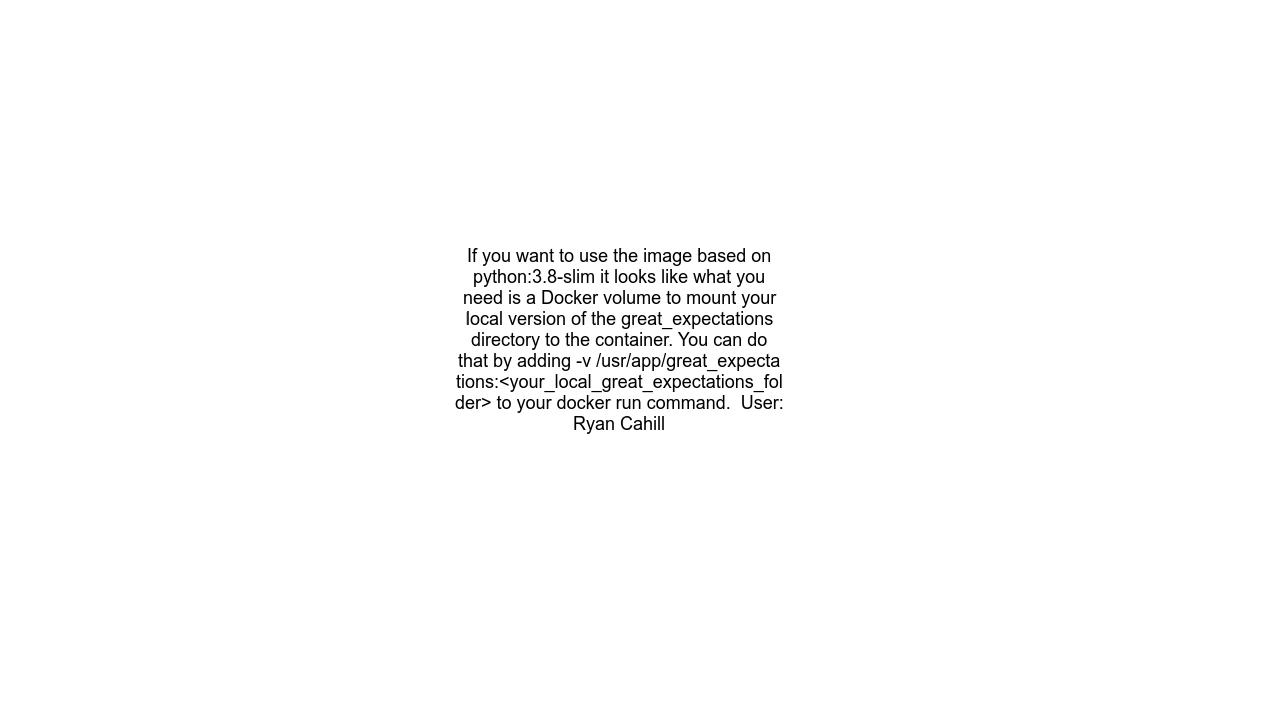 If you want to use the image based on
python:3.8-slim it looks like what you
need is a Docker volume to mount your
local version of the great_expectations
directory to the container. You can do
that by adding -v /usr/app/great_expecta
tions:<your_local_great_expectations_fol
der> to your docker run command.  User:
Ryan Cahill